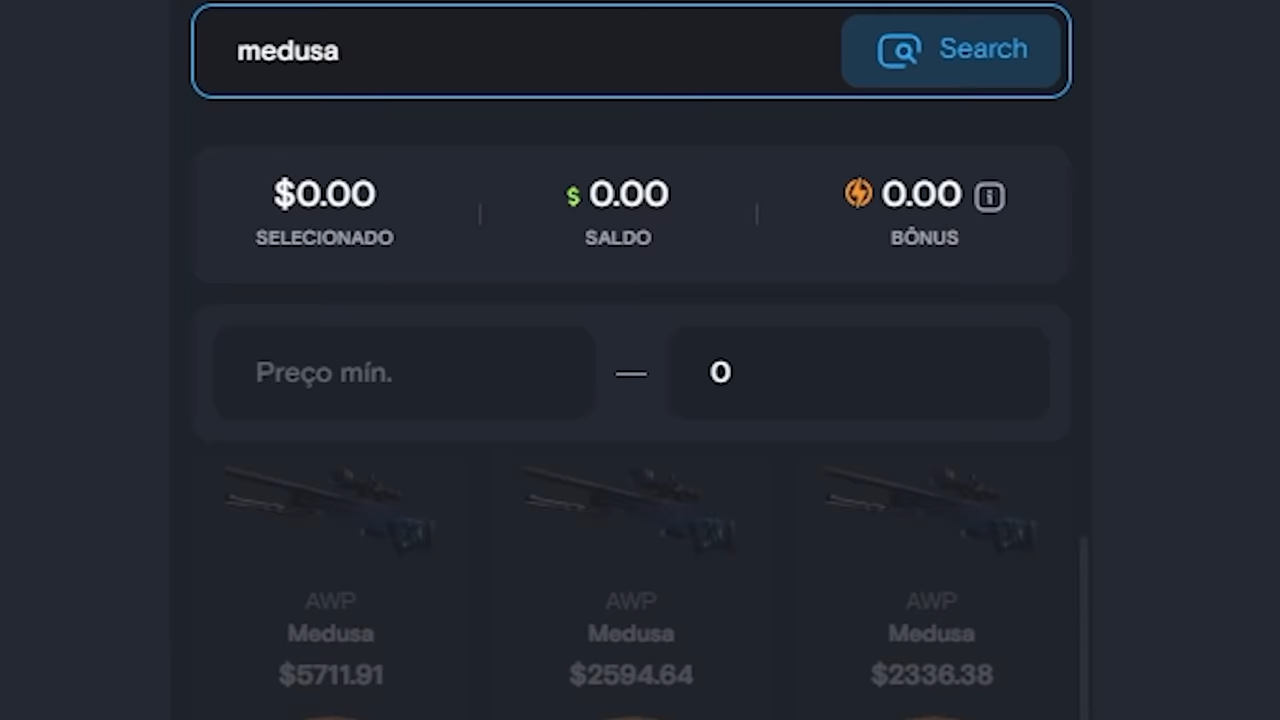 medusa
Search
$0.00
$ 0.00
0.00
SELECIONADO
SALDO
BÔNUS
Preço mín.
—
0
AWP
AWP
AWP
Medusa
Medusa
Medusa
$5711.91
$2594.64
$2336.38